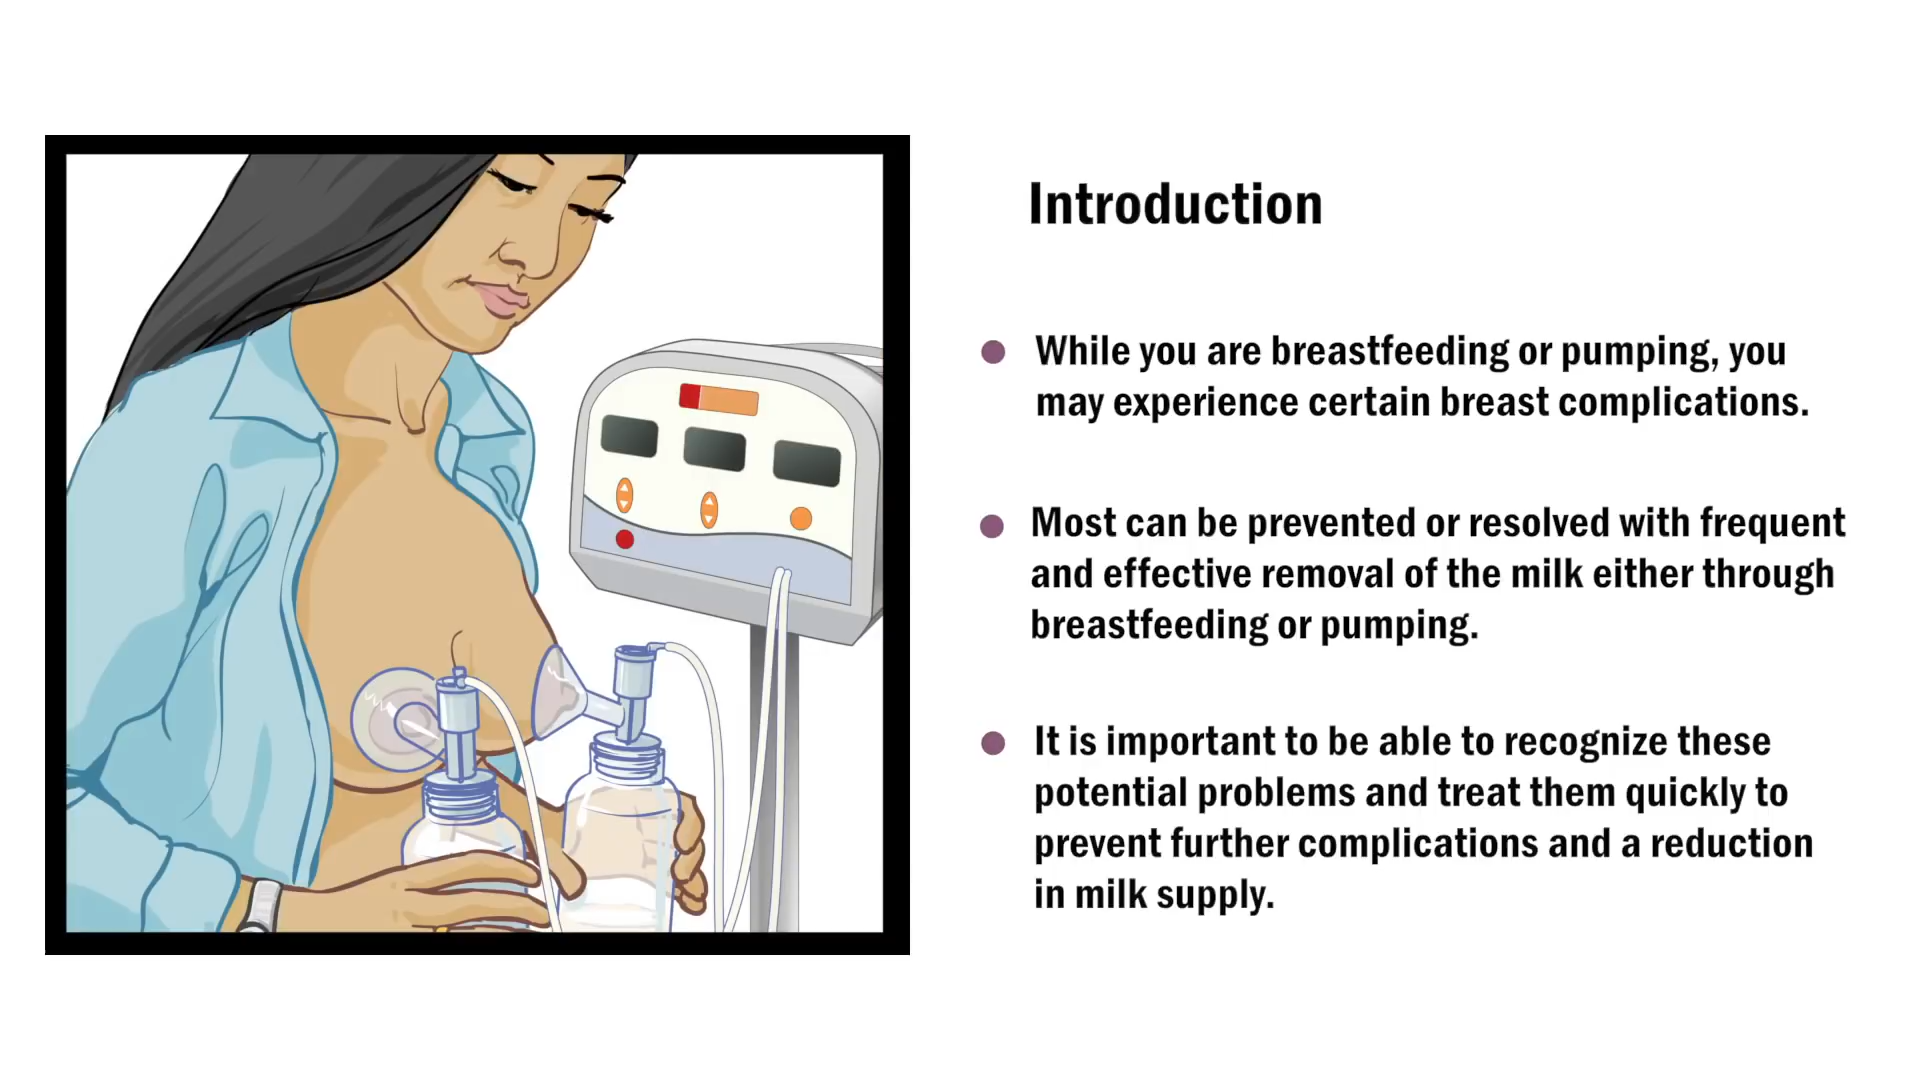 Introduction
While you are breastfeeding or pumping, you
may experience certain breast complications.
Most can be prevented or resolved with frequent
and effective removal of the milk either through
breastfeeding or pumping.
It is important to be able to recognize these
potential problems and treat them quickly to
prevent further complications and a reduction
in milk supply.